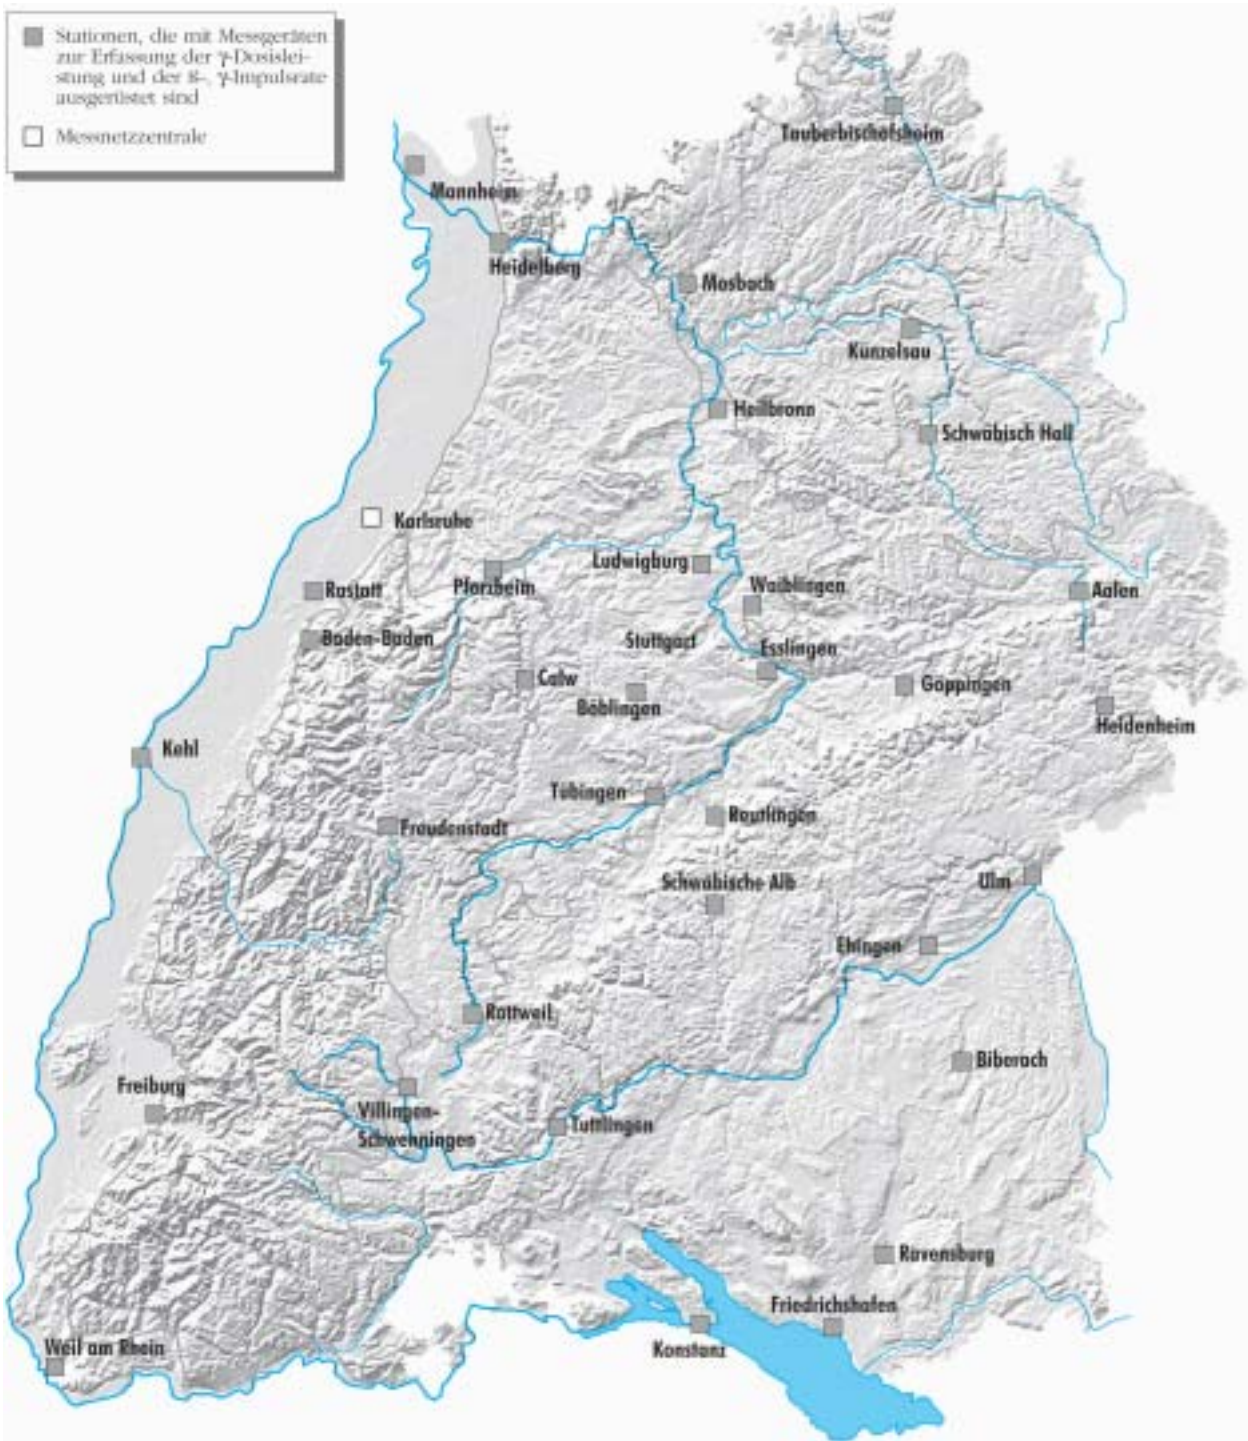 Stationen, die mit Messgeräten
zur Erfassung der γ-Dosislei-
stung und der ß-, γ-Impulsrate
ausgerüstet sind
Messnetzzentrale
Tauberbischofsheim
Mannheim
Heidelberg
Mosbach
Künzelsau
Heilbronn
Schwäbisch Hall
Karlsruhe
Ludwigburg
Pforzheim
Waiblingen
Rastatt
Aalen
Baden-Baden
Stuttgart
Esslingen
Calw
Göppingen
Böblingen
Heidenheim
Kehl
Tübingen
Reutlingen
Freudenstadt
Schwäbische Alb
Ulm
Ehingen
Rottweil
Biberach
Freiburg
Villingen-
Schwenningen
Tuttlingen
Ravensburg
Friedrichshafen
Weil am Rhein
Konstanz